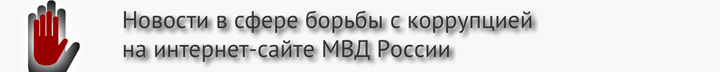 Новости в сфере борьбы с коррупцией
на интернет-сайте МВД России